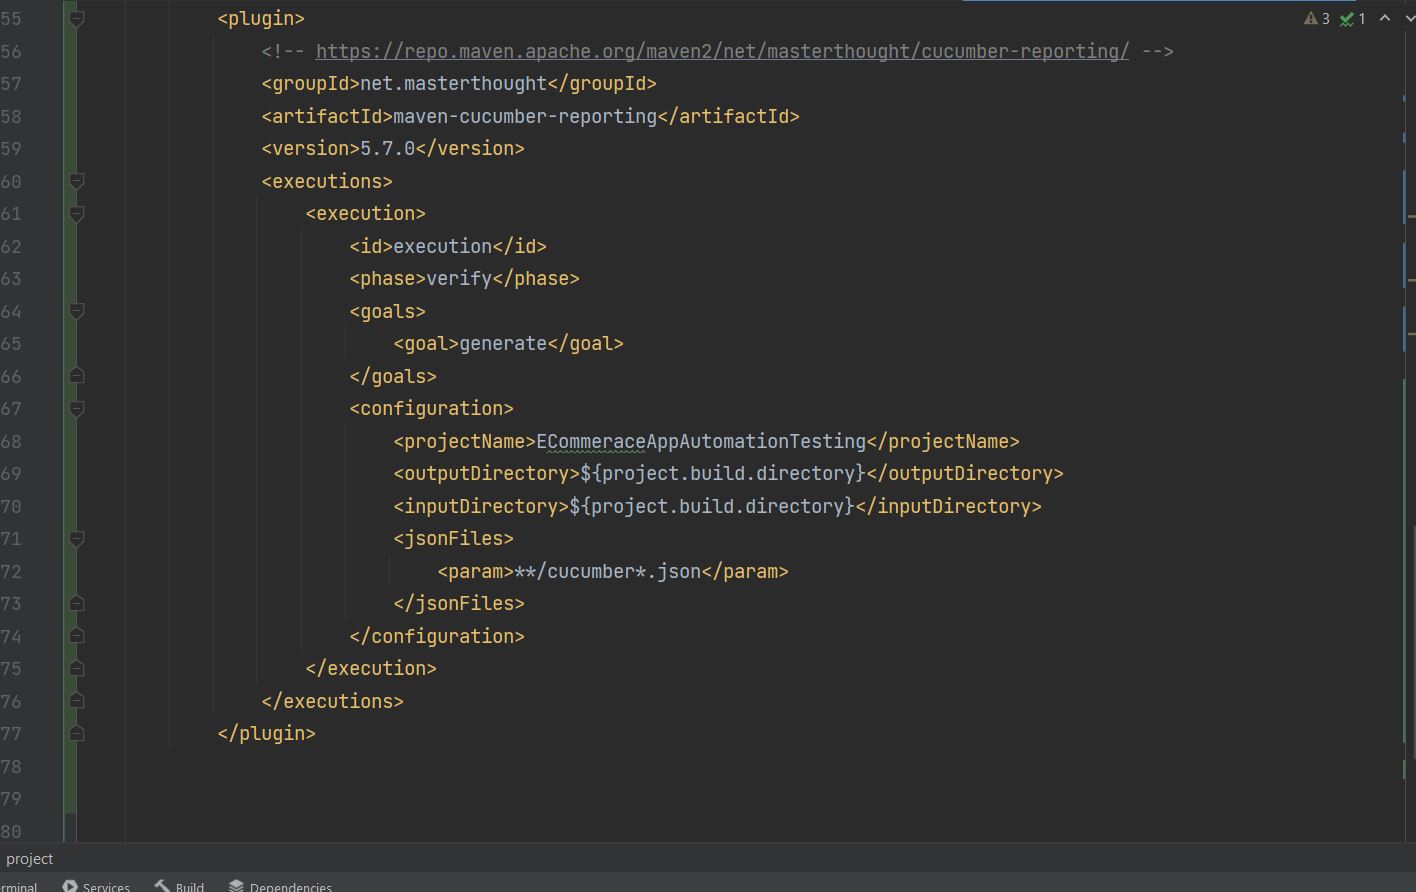 55 <plugin>
3 1
56 <!-- https://repo.maven.apache.org/maven2/net/masterthought/cucumber-reporting/ -->
57 <groupId>net.masterthought</groupId>
58 <artifactId>maven-cucumber-reporting</artifactId>
59 <version>5.7.0</version>
60 <executions>
61 <execution>
62 <id>execution</id>
63 <phase>verify</phase>
64 <goals>
65 <goal>generate</goal>
66 </goals>
67 <configuration>
68 <projectName>ECommeraceAppAutomationTesting</projectName>
69 <outputDirectory>${project.build.directory}</outputDirectory>
70 <inputDirectory>${project.build.directory}</inputDirectory>
71 <jsonFiles>
72 <param>**/cucumber*.json</param>
73 </jsonFiles>
74 </configuration>
75 </execution>
76 </executions>
77 </plugin>
78
79
80
project
rminal Services Build Dependencies